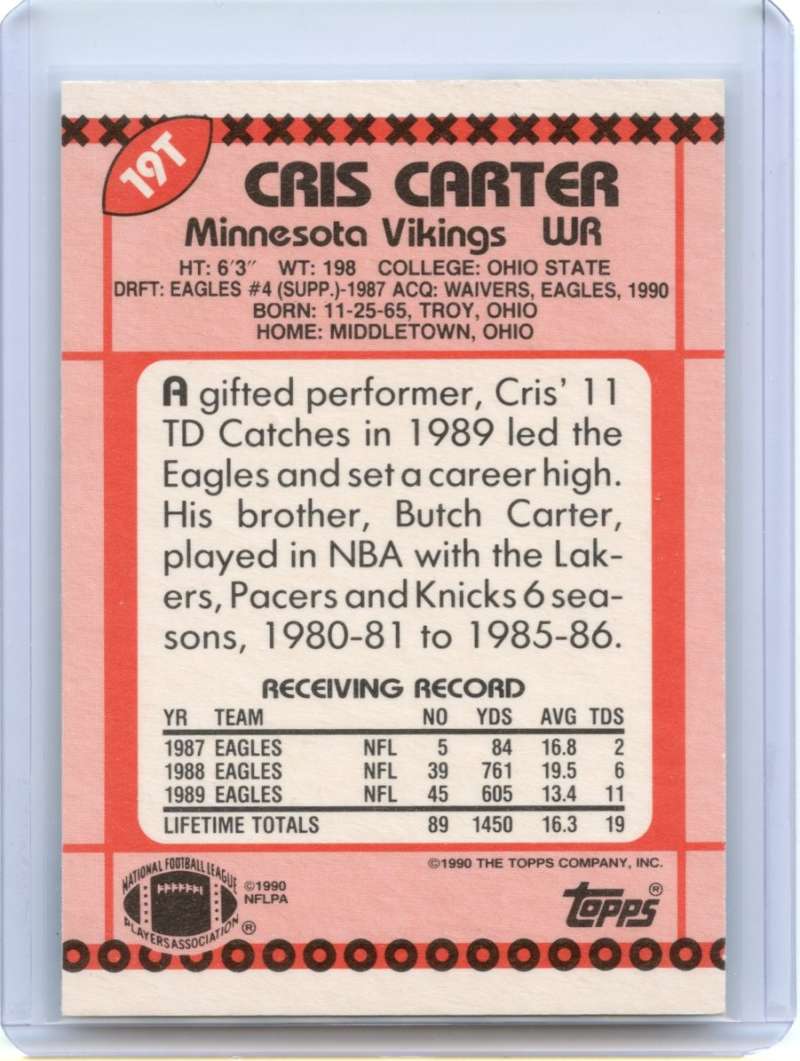 19T
CRIS CARTER
Minnesota Vikings WR
HT: 6'3" WT: 198 COLLEGE: OHIO STATE
DRFT: EAGLES #4 (SUPP.)-1987 ACQ: WAIVERS, EAGLES, 1990
BORN: 11-25-65, TROY, OHIO
HOME: MIDDLETOWN, OHIO
A gifted performer, Cris' 11
TD Catches in 1989 led the
Eagles and set a career high.
His brother, Butch Carter,
played in NBA with the Lak-
ers, Pacers and Knicks 6 sea-
sons, 1980-81 to 1985-86.
RECEIVING RECORD
YR TEAM NO YDS AVG TDS
1987 EAGLES NFL 5 84 16.8 2
1988 EAGLES NFL 39 761 19.5 6
1989 EAGLES NFL 45 605 13.4 11
LIFETIME TOTALS 89 1450 16.3 19
©1990 THE TOPPS COMPANY, INC.
NATIONAL FOOTBALL LEAGUE
PLAYERS ASSOCIATION ®
©1990
NFLPA
topps ®